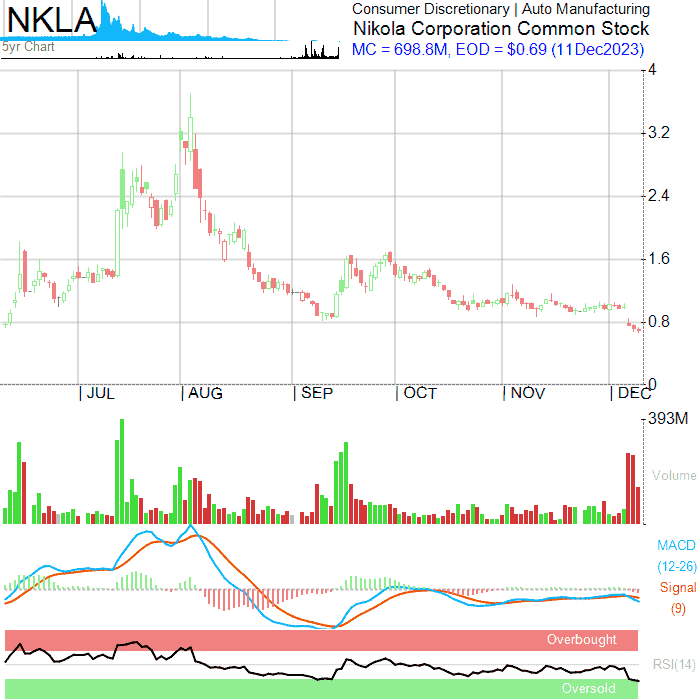 NKLA
5yr Chart
Consumer Discretionary | Auto Manufacturing
Nikola Corporation Common Stock
MC = 698.8M, EOD = $0.69 (11Dec2023)
4
3.2
2.4
1.6
0.8
0
JUL AUG SEP OCT NOV DEC
393M
Volume
MACD
(12-26)
Signal
(9)
Overbought
RSI(14)
Oversold